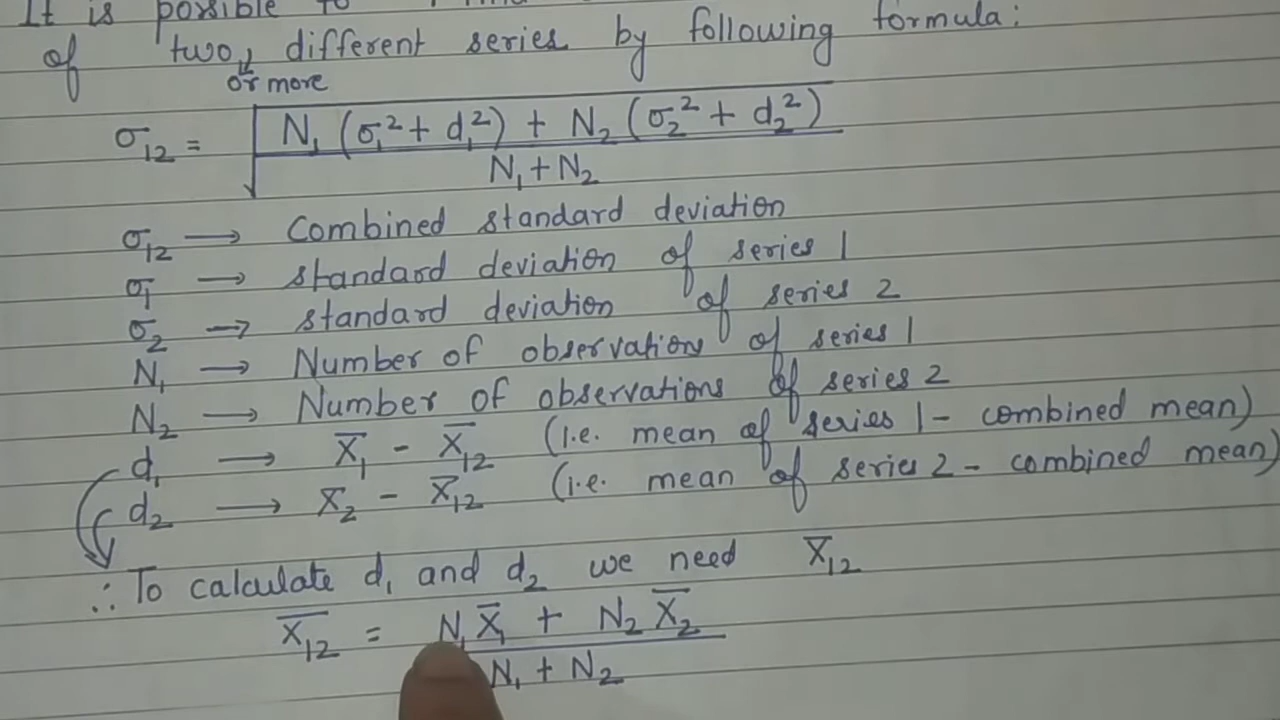 It is possible to
of two, different series by following formula:
or more
σ₁₂ = √(N₁ (σ₁² + d₁²) + N₂ (σ₂² + d₂²) / N₁ + N₂)
σ₁₂ → Combined standard deviation
σ₁ → standard deviation of series 1
σ₂ → standard deviation of series 2
N₁ → Number of observations of series 1
N₂ → Number of observations of series 2
d₁ → X̄₁ - X̄₁₂ (i.e. mean of series 1 - combined mean)
d₂ → X̄₂ - X̄₁₂ (i.e. mean of series 2 - combined mean)
∴ To calculate d₁ and d₂ we need X̄₁₂
X̄₁₂ = N₁X̄₁ + N₂X̄₂ / N₁ + N₂